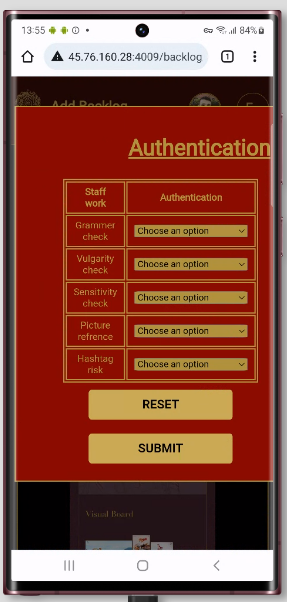 13:55
84%
45.76.160.28:4009/backlog
1
Add Backlog
Authentication
Staff work
Authentication
Grammer check
Choose an option
Vulgarity check
Choose an option
Sensitivity check
Choose an option
Picture refrence
Choose an option
Hashtag risk
Choose an option
RESET
SUBMIT
Visual Board